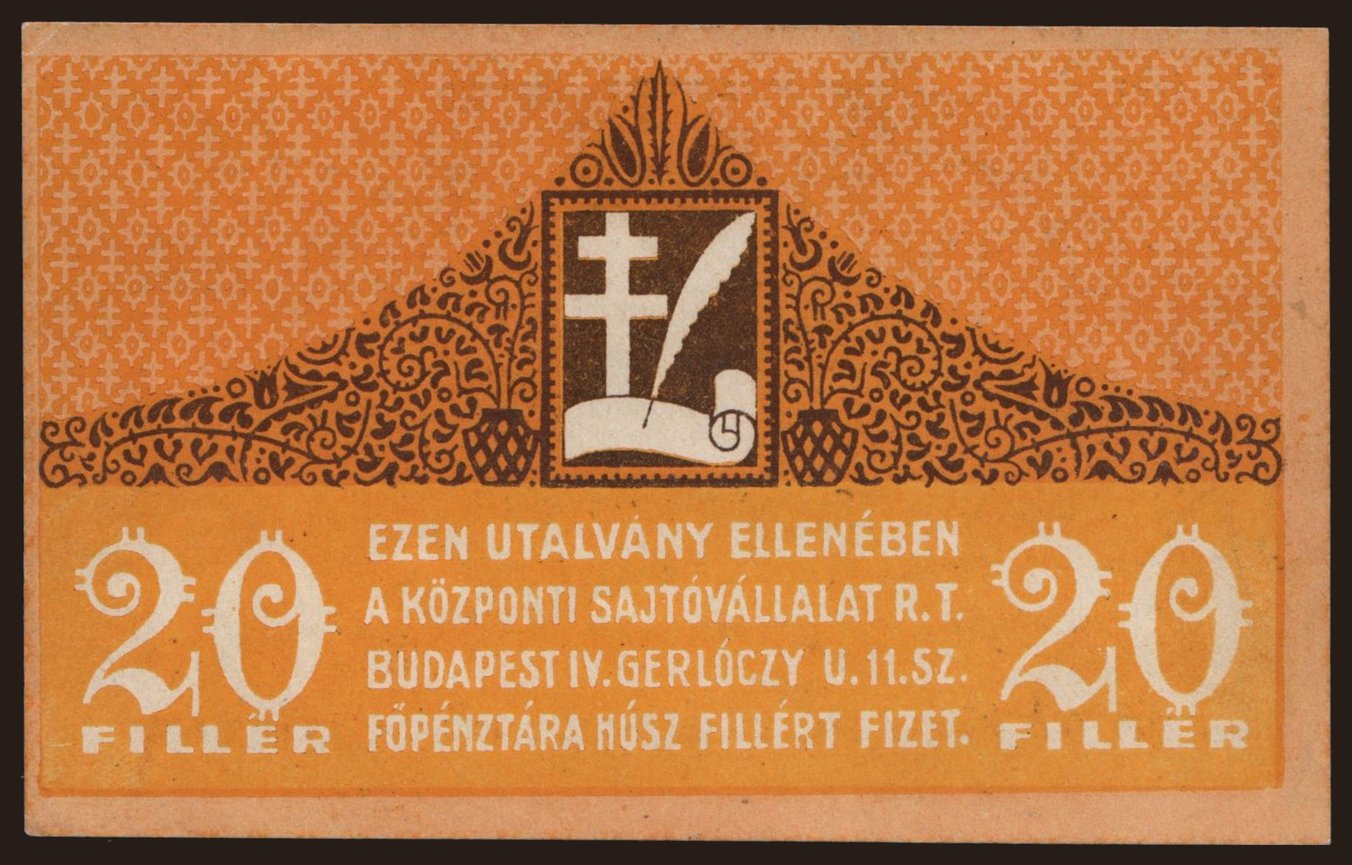 EZEN UTALVÁNY ELLENÉBEN
A KÖZPONTI SAJTÓVÁLLALAT R.T.
BUDAPEST IV. GERLÓCZY U. 11. SZ.
FŐPÉNZTÁRA HÚSZ FILLÉRT FIZET.
20
FILLÉR
20
FILLÉR